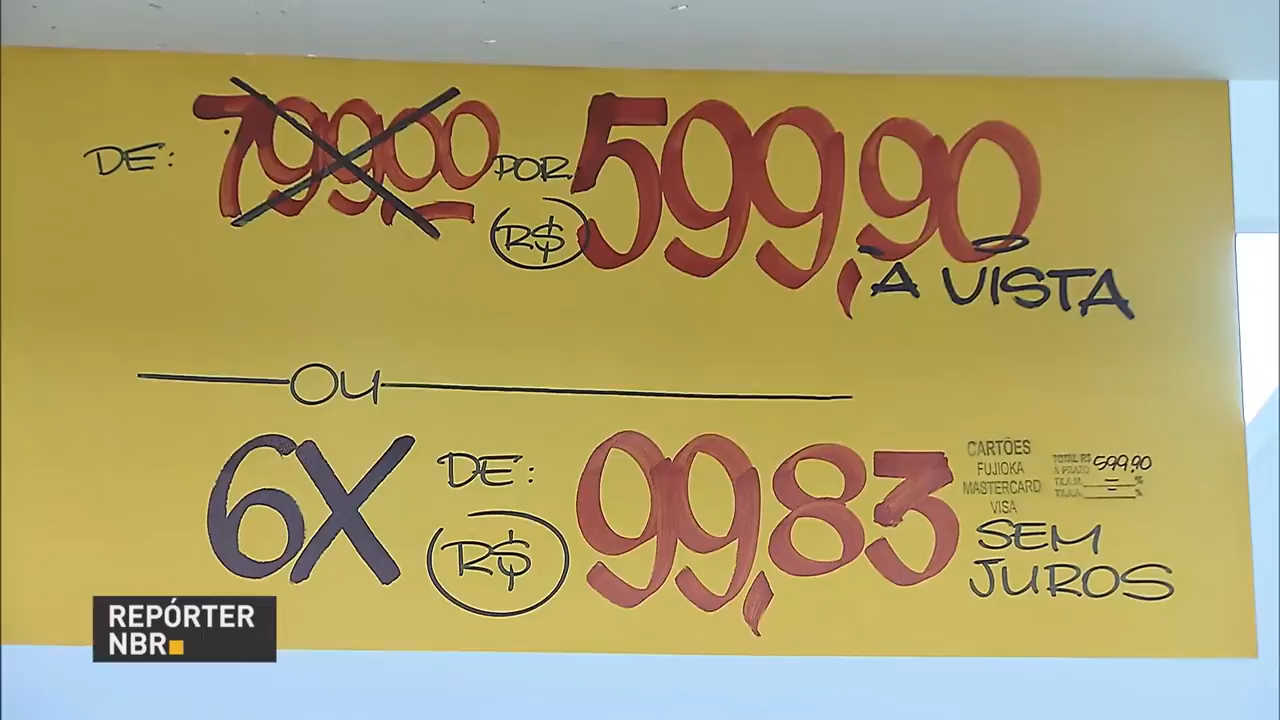 DE: 799,00 POR R$ 599,90
À VISTA
OU
6X DE: R$ 99,83
CARTÕES
FUJIOKA
MASTERCARD
VISA
TOTAL R$ 599,90
À PRAZO
%
%
SEM
JUROS
REPÓRTER
NBR